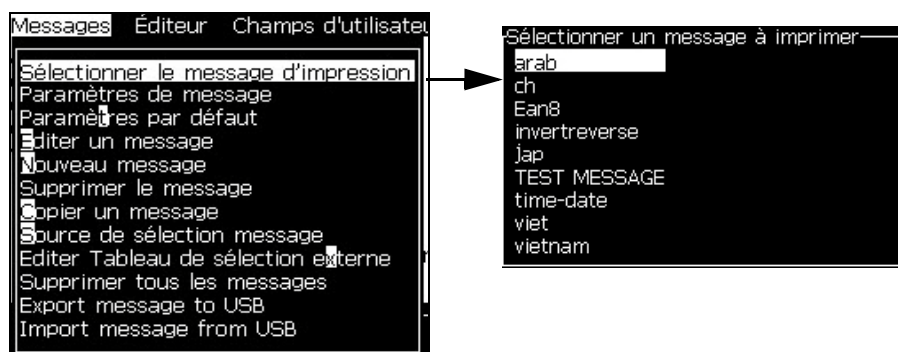 Messages Éditeur Champs d'utilisateu
Sélectionner le message d'impression
Paramètres de message
Paramètres par défaut
Editer un message
Nouveau message
Supprimer le message
Copier un message
Source de sélection message
Editer Tableau de sélection externe
Supprimer tous les messages
Export message to USB
Import message from USB
Sélectionner un message à imprimer
arab
ch
Ean8
invertreverse
jap
TEST MESSAGE
time-date
viet
vietnam